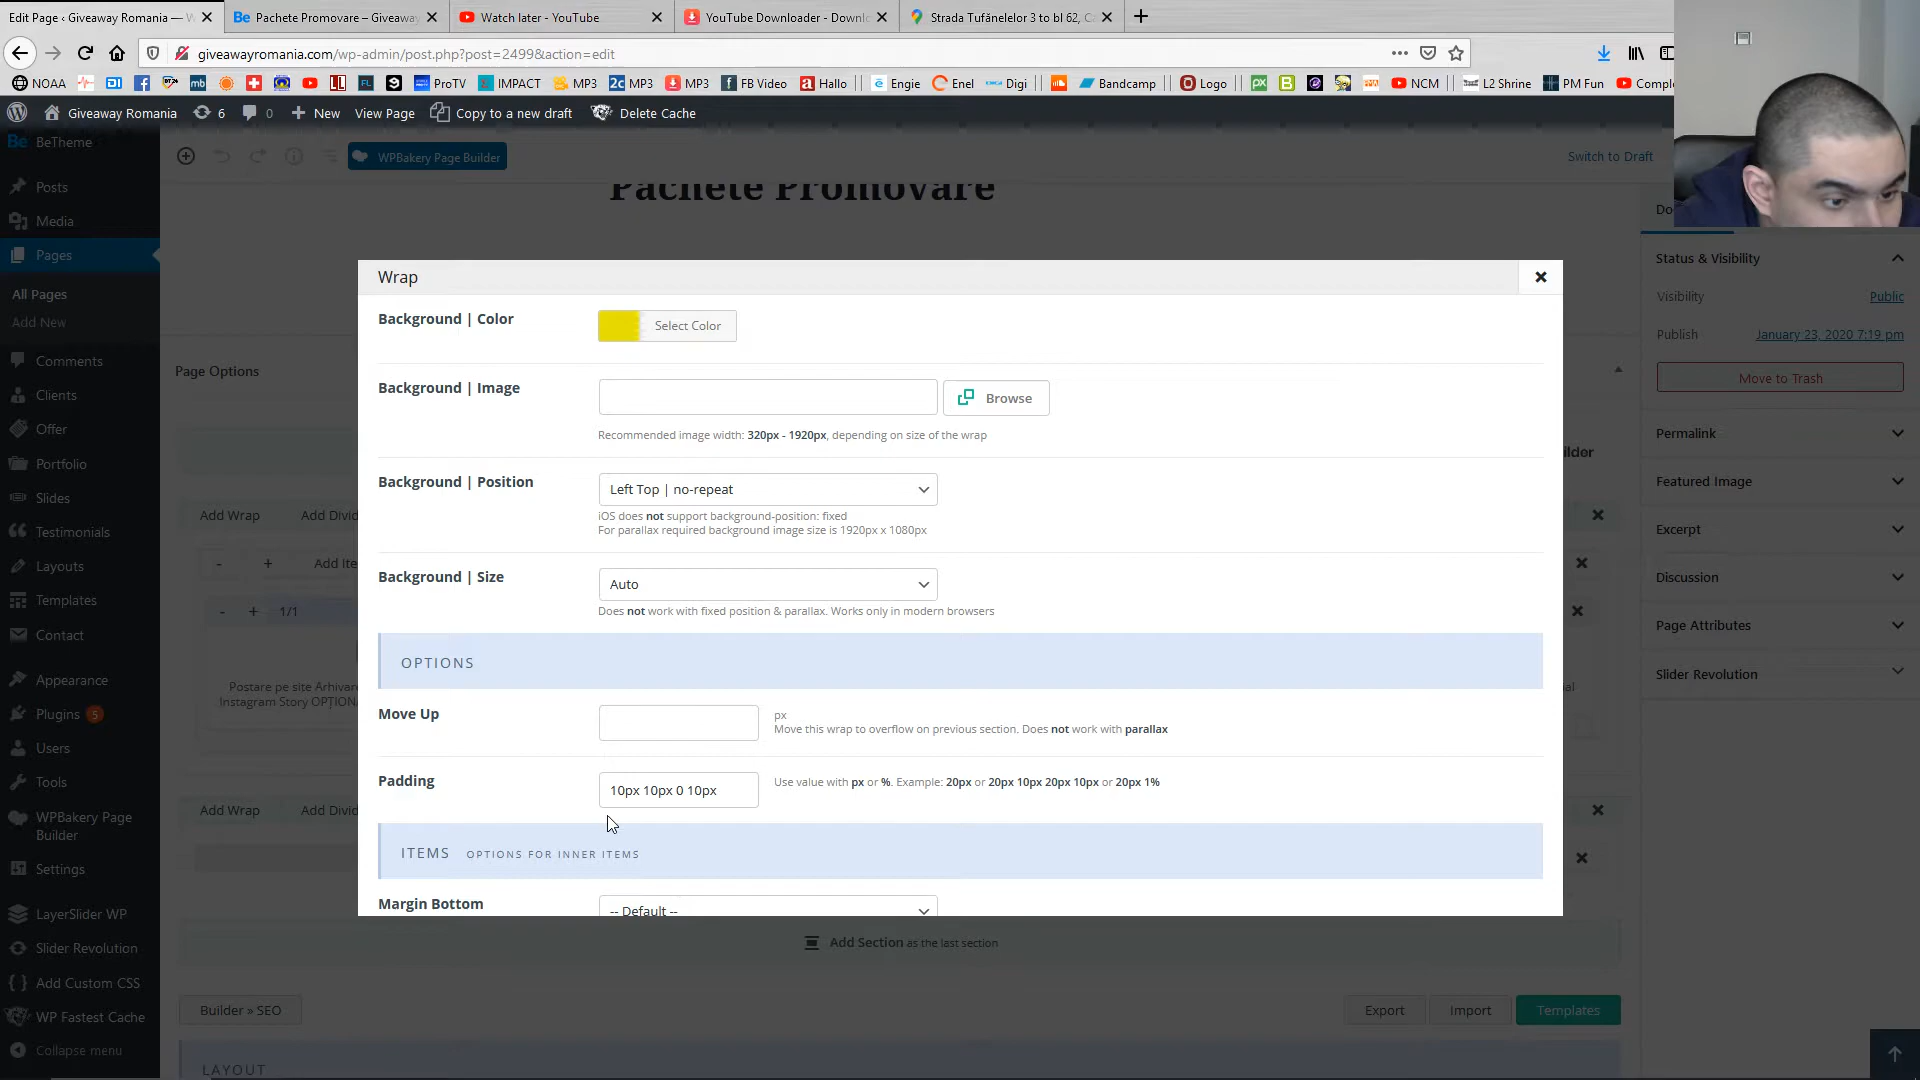 Edit Page ‹ Giveaway Romania — W
Pachete Promovare – Giveaway
Watch later - YouTube
YouTube Downloader - Downl
Strada Tufănelelor 3 to bl 62, C
giveawayromania.com/wp-admin/post.php?post=2499&action=edit
NOAA
ProTV
IMPACT
MP3
MP3
MP3
FB Video
Hallo
Engie
Enel
Digi
Bandcamp
Logo
NCM
L2 Shrine
PM Fun
Comple
Giveaway Romania
6
0
New
View Page
Copy to a new draft
Delete Cache
BeTheme
Posts
Media
Pages
All Pages
Add New
Comments
Clients
Offer
Portfolio
Slides
Testimonials
Layouts
Templates
Contact
Appearance
Plugins 5
Users
Tools
WPBakery Page
Builder
Settings
LayerSlider WP
Slider Revolution
Add Custom CSS
WP Fastest Cache
Collapse menu
WPBakery Page Builder
Switch to Draft
Pachete Promovare
Page Options
Add Wrap
Add Divid
- + Add Ite
- + 1/1
Postare pe site Arhivare
Instagram Story OPȚIONA
Add Wrap
Add Divid
Wrap
Background | Color
Select Color
Background | Image
Browse
Recommended image width: 320px - 1920px, depending on size of the wrap
Background | Position
Left Top | no-repeat
iOS does not support background-position: fixed
For parallax required background image size is 1920px x 1080px
Background | Size
Auto
Does not work with fixed position & parallax. Works only in modern browsers
OPTIONS
Move Up
px
Move this wrap to overflow on previous section. Does not work with parallax
Padding
10px 10px 0 10px
Use value with px or %. Example: 20px or 20px 10px 20px 10px or 20px 1%
ITEMS OPTIONS FOR INNER ITEMS
Margin Bottom
-- Default --
Add Section as the last section
Builder » SEO
Export
Import
Templates
LAYOUT
Do
Status & Visibility
Visibility
Public
Publish
January 23, 2020 7:19 pm
Move to Trash
Permalink
Featured Image
Excerpt
Discussion
Page Attributes
Slider Revolution